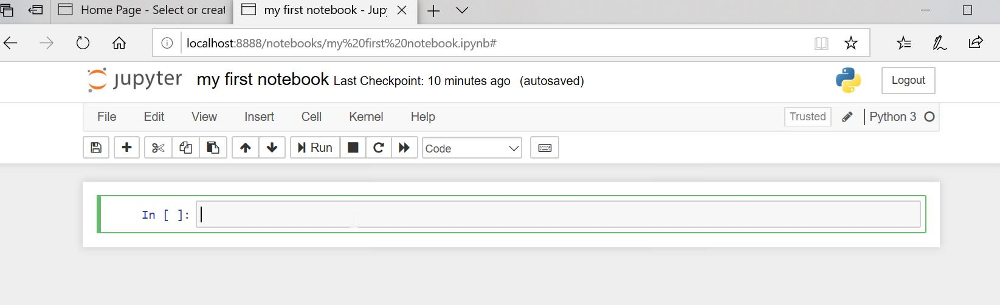 Home Page - Select or creat
my first notebook - Jup
localhost:8888/notebooks/my%20first%20notebook.ipynb#
jupyter my first notebook Last Checkpoint: 10 minutes ago (autosaved)
Logout
File Edit View Insert Cell Kernel Help
Trusted
Python 3
Run
Code
In [ ]: